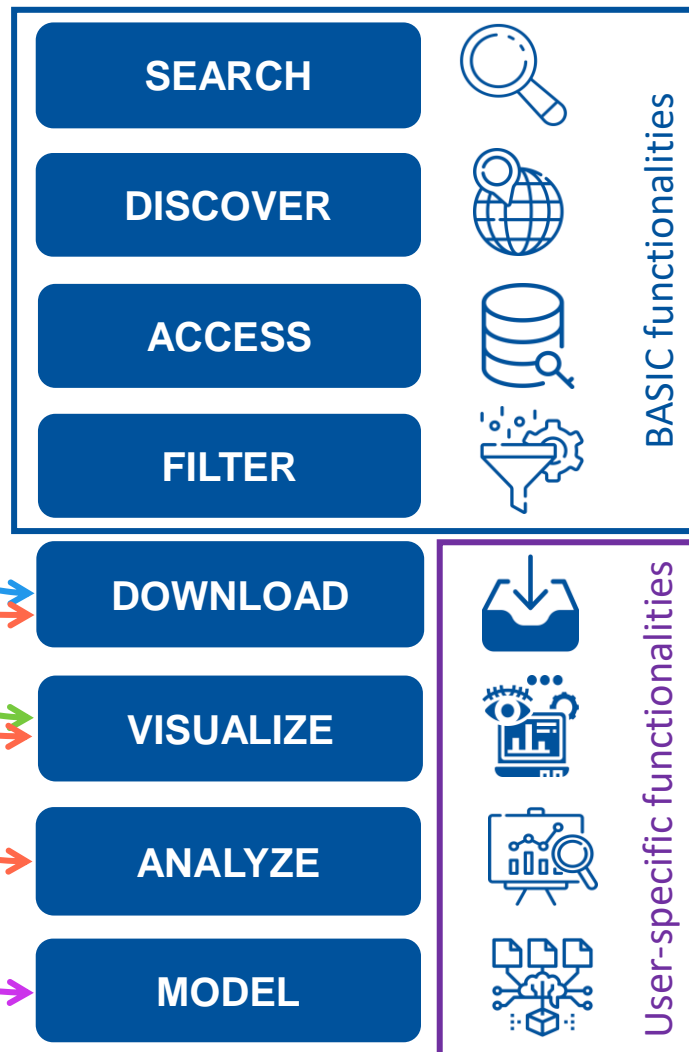 SEARCH
DISCOVER
ACCESS
FILTER
BASIC functionalities
DOWNLOAD
VISUALIZE
ANALYZE
MODEL
User-specific functionalities